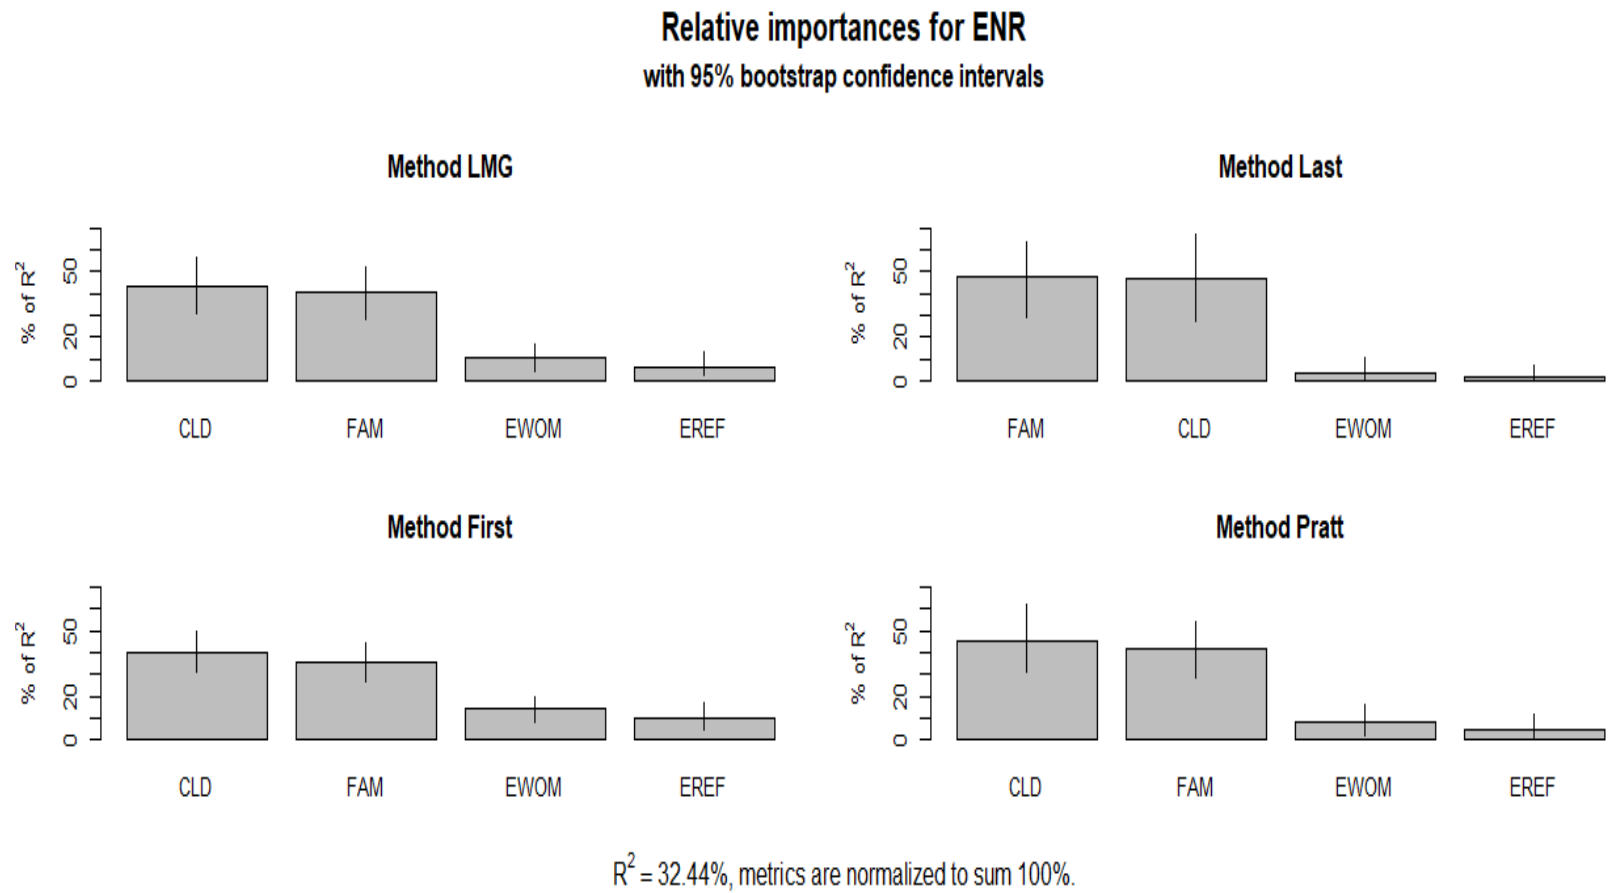 Relative importances for ENR
with 95% bootstrap confidence intervals
Method LMG
% of R²
0 20 50
CLD FAM EWOM EREF
Method Last
% of R²
0 20 50
FAM CLD EWOM EREF
Method First
% of R²
0 20 50
CLD FAM EWOM EREF
Method Pratt
% of R²
0 20 50
CLD FAM EWOM EREF
R² = 32.44%, metrics are normalized to sum 100%.